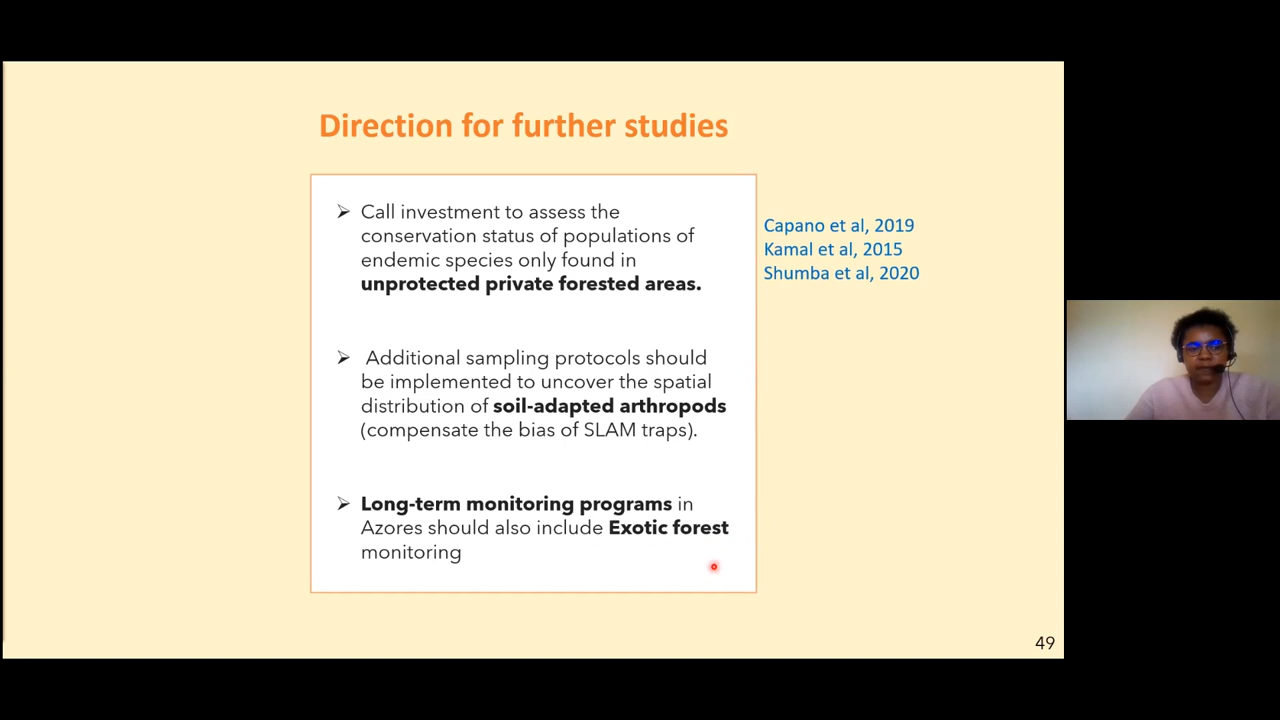 Direction for further studies
➢ Call investment to assess the
conservation status of populations of
endemic species only found in
unprotected private forested areas.
➢ Additional sampling protocols should
be implemented to uncover the spatial
distribution of soil-adapted arthropods
(compensate the bias of SLAM traps).
➢ Long-term monitoring programs in
Azores should also include Exotic forest
monitoring
Capano et al, 2019
Kamal et al, 2015
Shumba et al, 2020
49